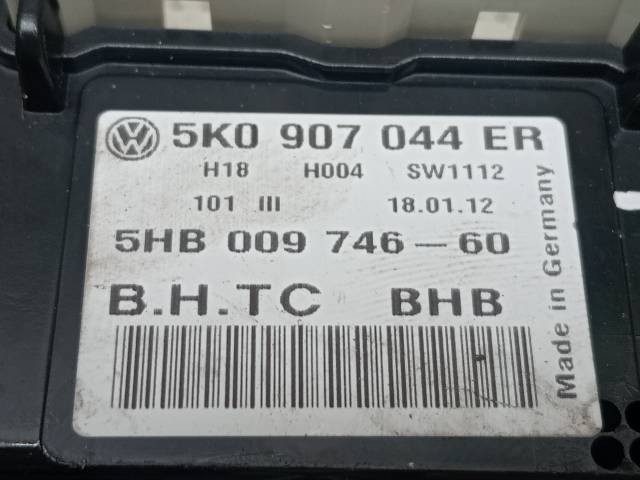 5K0 907 044 ER
H18 H004 SW1112
101 III 18.01.12
5HB 009 746-60
B.H.TC BHB
Made in Germany